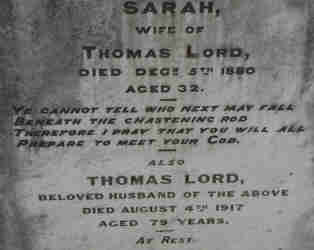 SARAH,
WIFE OF
THOMAS LORD,
DIED DECR 5TH 1880
AGED 32.
YE CANNOT TELL WHO NEXT MAY FALL
BENEATH THE CHASTENING ROD
THEREFORE I PRAY THAT YOU WILL ALL
PREPARE TO MEET YOUR GOD.
ALSO
THOMAS LORD,
BELOVED HUSBAND OF THE ABOVE
DIED AUGUST 4TH 1917
AGED 79 YEARS.
AT REST.